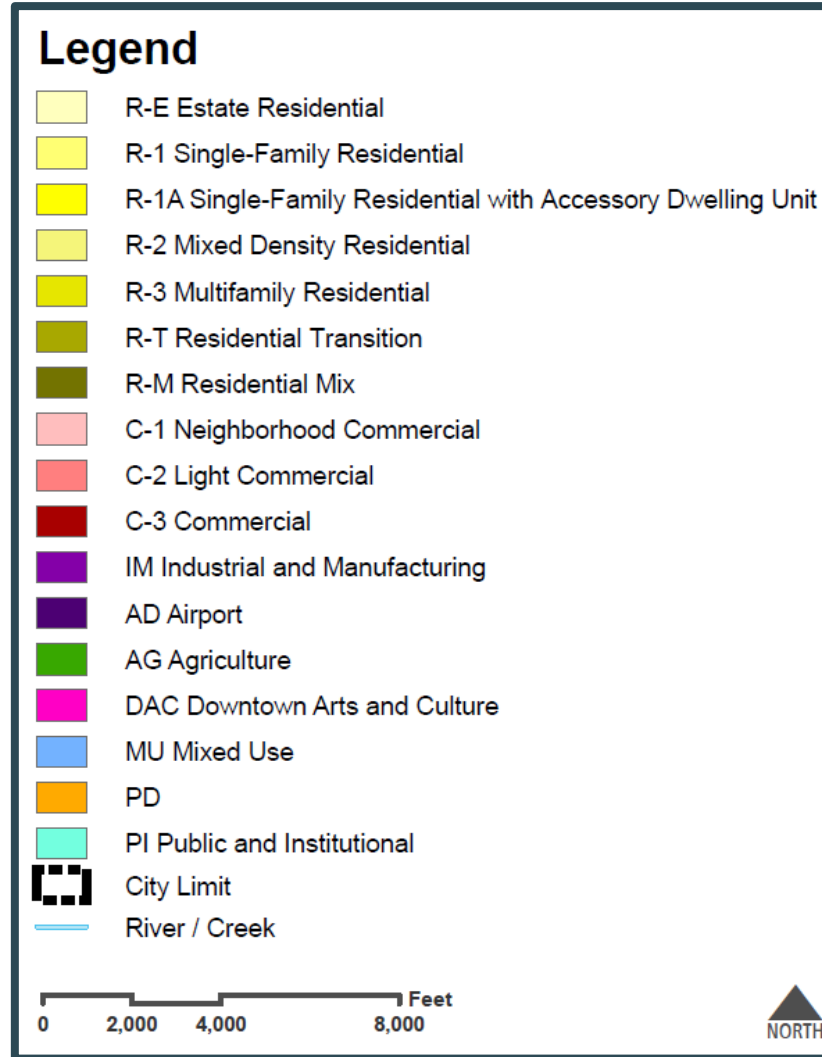 Legend
R-E Estate Residential
R-1 Single-Family Residential
R-1A Single-Family Residential with Accessory Dwelling Unit
R-2 Mixed Density Residential
R-3 Multifamily Residential
R-T Residential Transition
R-M Residential Mix
C-1 Neighborhood Commercial
C-2 Light Commercial
C-3 Commercial
IM Industrial and Manufacturing
AD Airport
AG Agriculture
DAC Downtown Arts and Culture
MU Mixed Use
PD
PI Public and Institutional
City Limit
River / Creek
Feet
0 2,000 4,000 8,000
NORTH